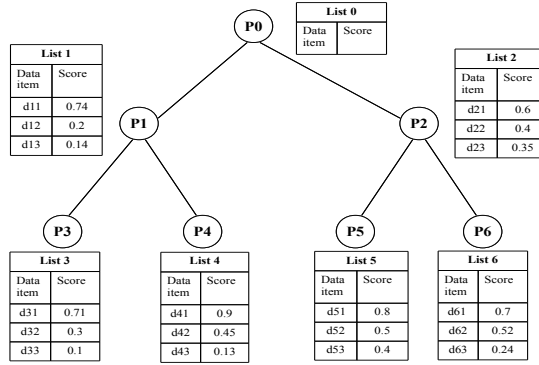 P0
List 0
Data item Score
List 1
Data item Score
d11 0.74
d12 0.2
d13 0.14
List 2
Data item Score
d21 0.6
d22 0.4
d23 0.35
P1
P2
P3
P4
P5
P6
List 3
Data item Score
d31 0.71
d32 0.3
d33 0.1
List 4
Data item Score
d41 0.9
d42 0.45
d43 0.13
List 5
Data item Score
d51 0.8
d52 0.5
d53 0.4
List 6
Data item Score
d61 0.7
d62 0.52
d63 0.24